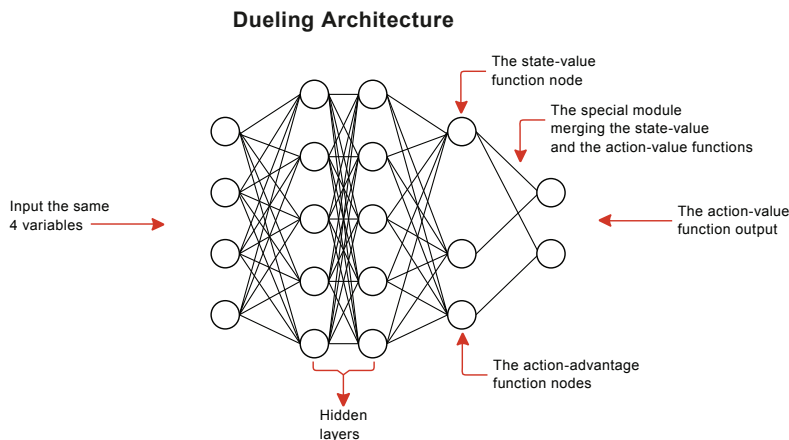 Dueling Architecture
The state-value
function node
The special module
merging the state-value
and the action-value functions
Input the same
4 variables
The action-value
function output
The action-advantage
function nodes
Hidden
layers